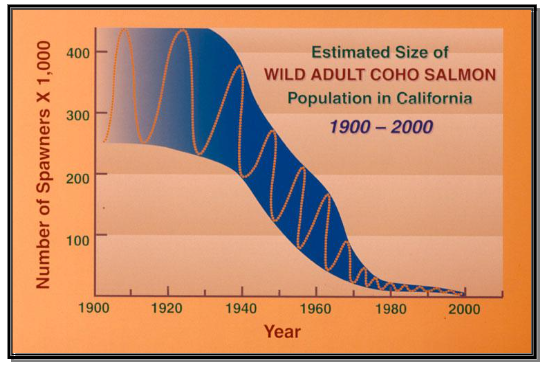 Estimated Size of
WILD ADULT COHO SALMON
Population in California
1900 – 2000
Number of Spawners X 1,000
400
300
200
100
1900 1920 1940 1960 1980 2000
Year